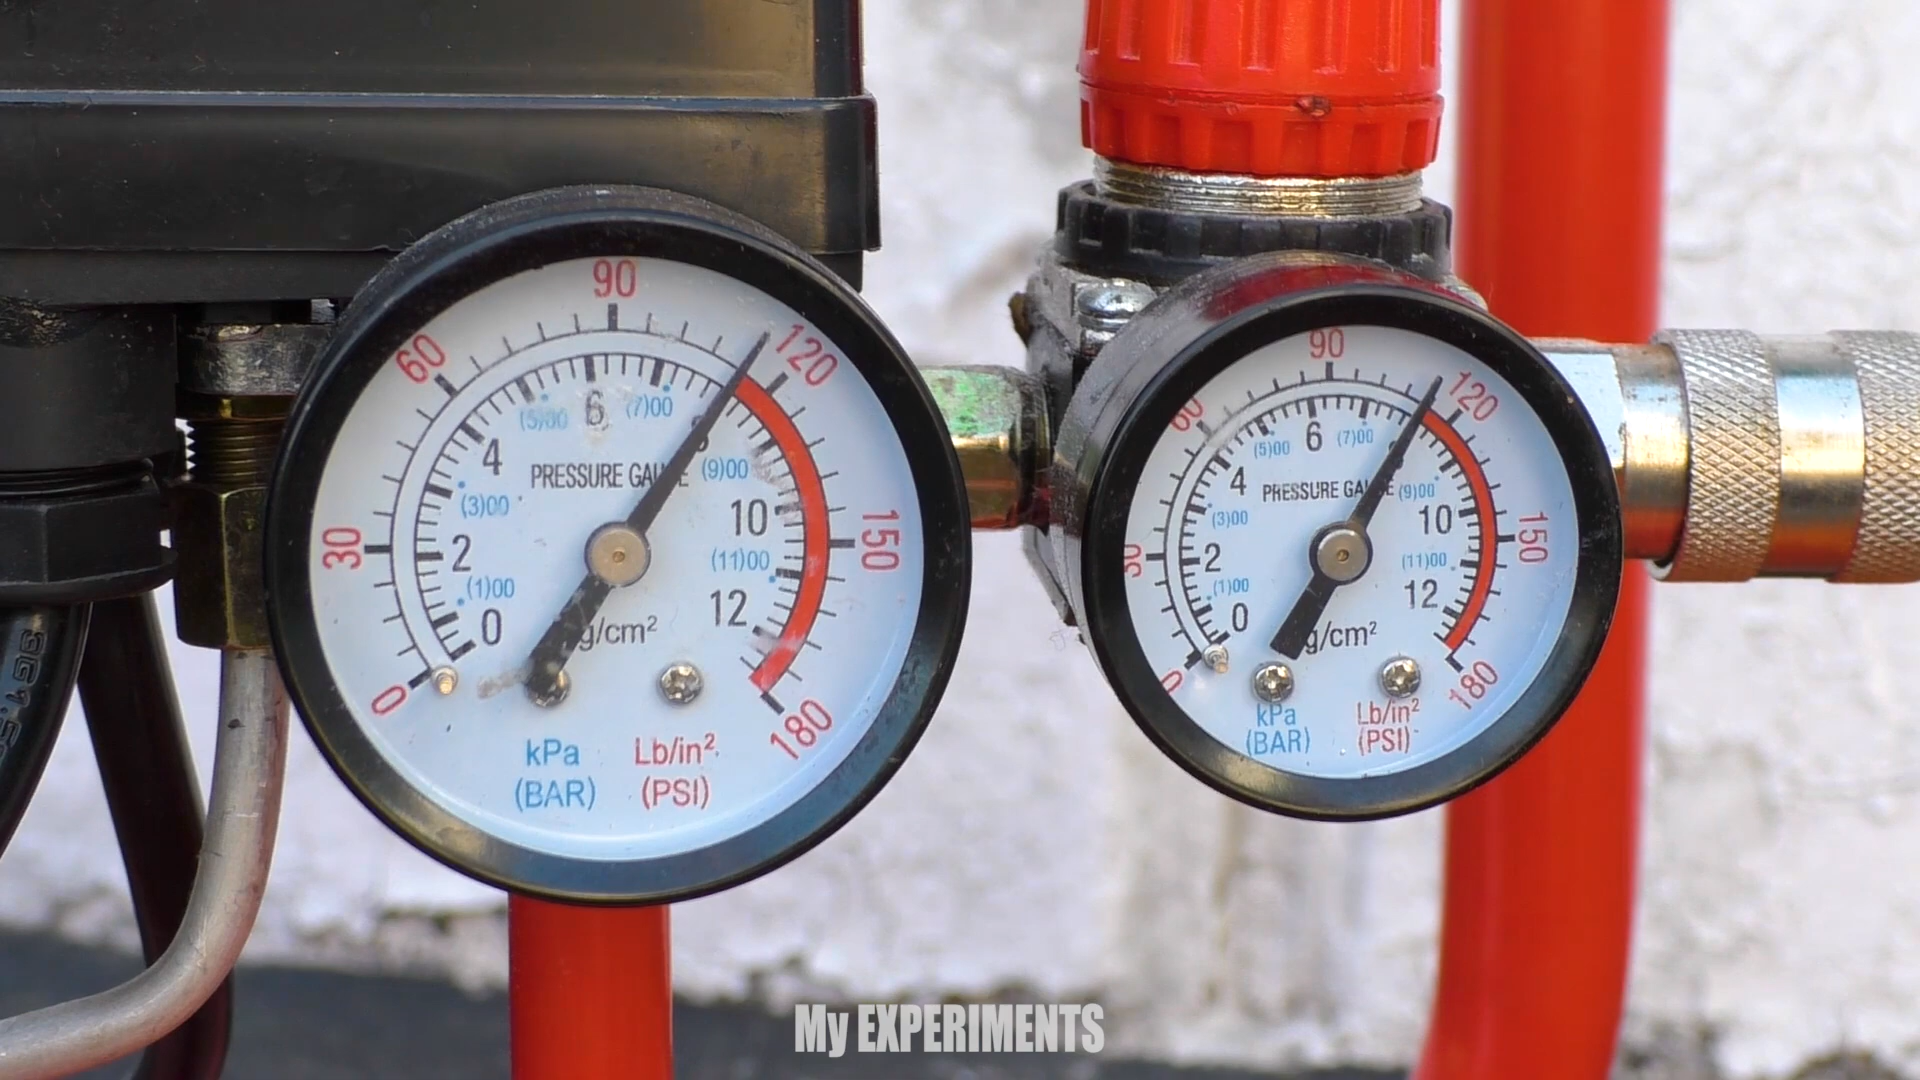 90
60
120
(5)00
6
(7)00
4
PRESSURE GAUGE
(9)00
(3)00
10
30
150
2
(11)00
(1)00
12
0
kg/cm²
0
180
kPa
Lb/in²
(BAR)
(PSI)
90
60
120
(5)00
6
(7)00
4
PRESSURE GAUGE
(9)00
(3)00
10
30
150
2
(11)00
(1)00
12
0
kg/cm²
0
180
kPa
Lb/in²
(BAR)
(PSI)
My EXPERIMENTS